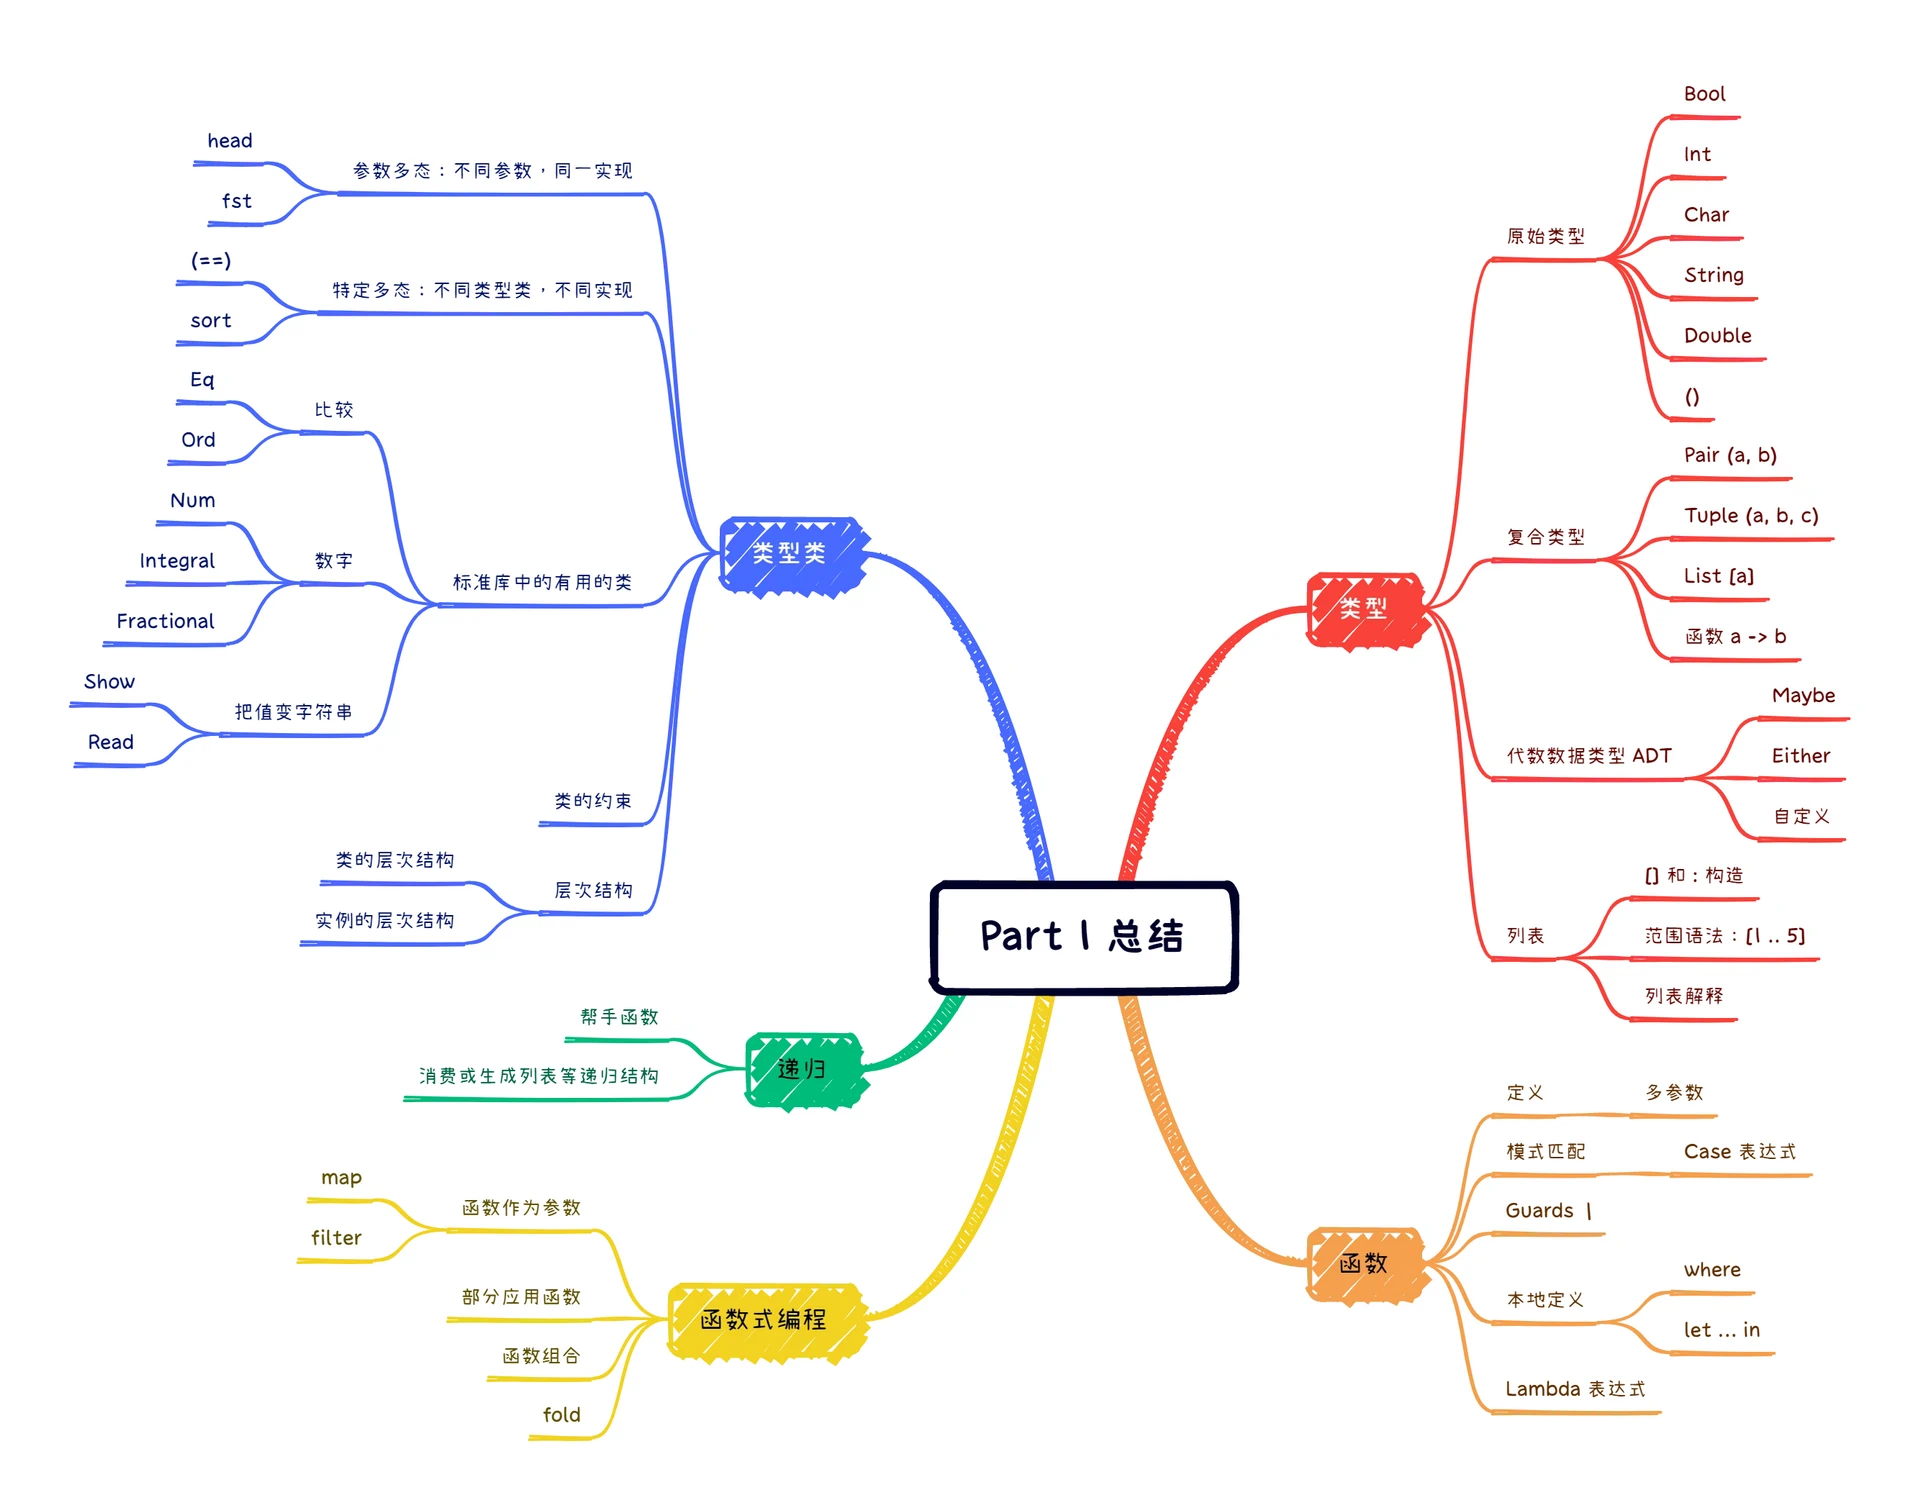 Part 1 总结
类型
原始类型
Bool
Int
Char
String
Double
()
复合类型
Pair (a, b)
Tuple (a, b, c)
List [a]
函数 a -> b
代数数据类型 ADT
Maybe
Either
自定义
列表
[] 和 : 构造
范围语法：[1 .. 5]
列表解释
函数
定义
多参数
模式匹配
Case 表达式
Guards |
本地定义
where
let ... in
Lambda 表达式
函数式编程
函数作为参数
map
filter
部分应用函数
函数组合
fold
递归
帮手函数
消费或生成列表等递归结构
类型类
参数多态：不同参数，同一实现
head
fst
特定多态：不同类型类，不同实现
(==)
sort
标准库中的有用的类
比较
Eq
Ord
数字
Num
Integral
Fractional
把值变字符串
Show
Read
类的约束
层次结构
类的层次结构
实例的层次结构